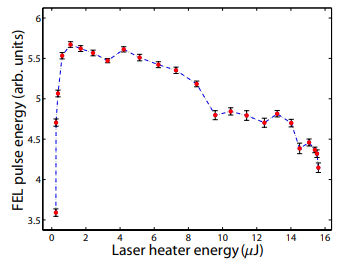 6
5.5
5
4.5
4
3.5
FEL pulse energy (arb. units)
0 2 4 6 8 10 12 14 16
Laser heater energy (μJ)